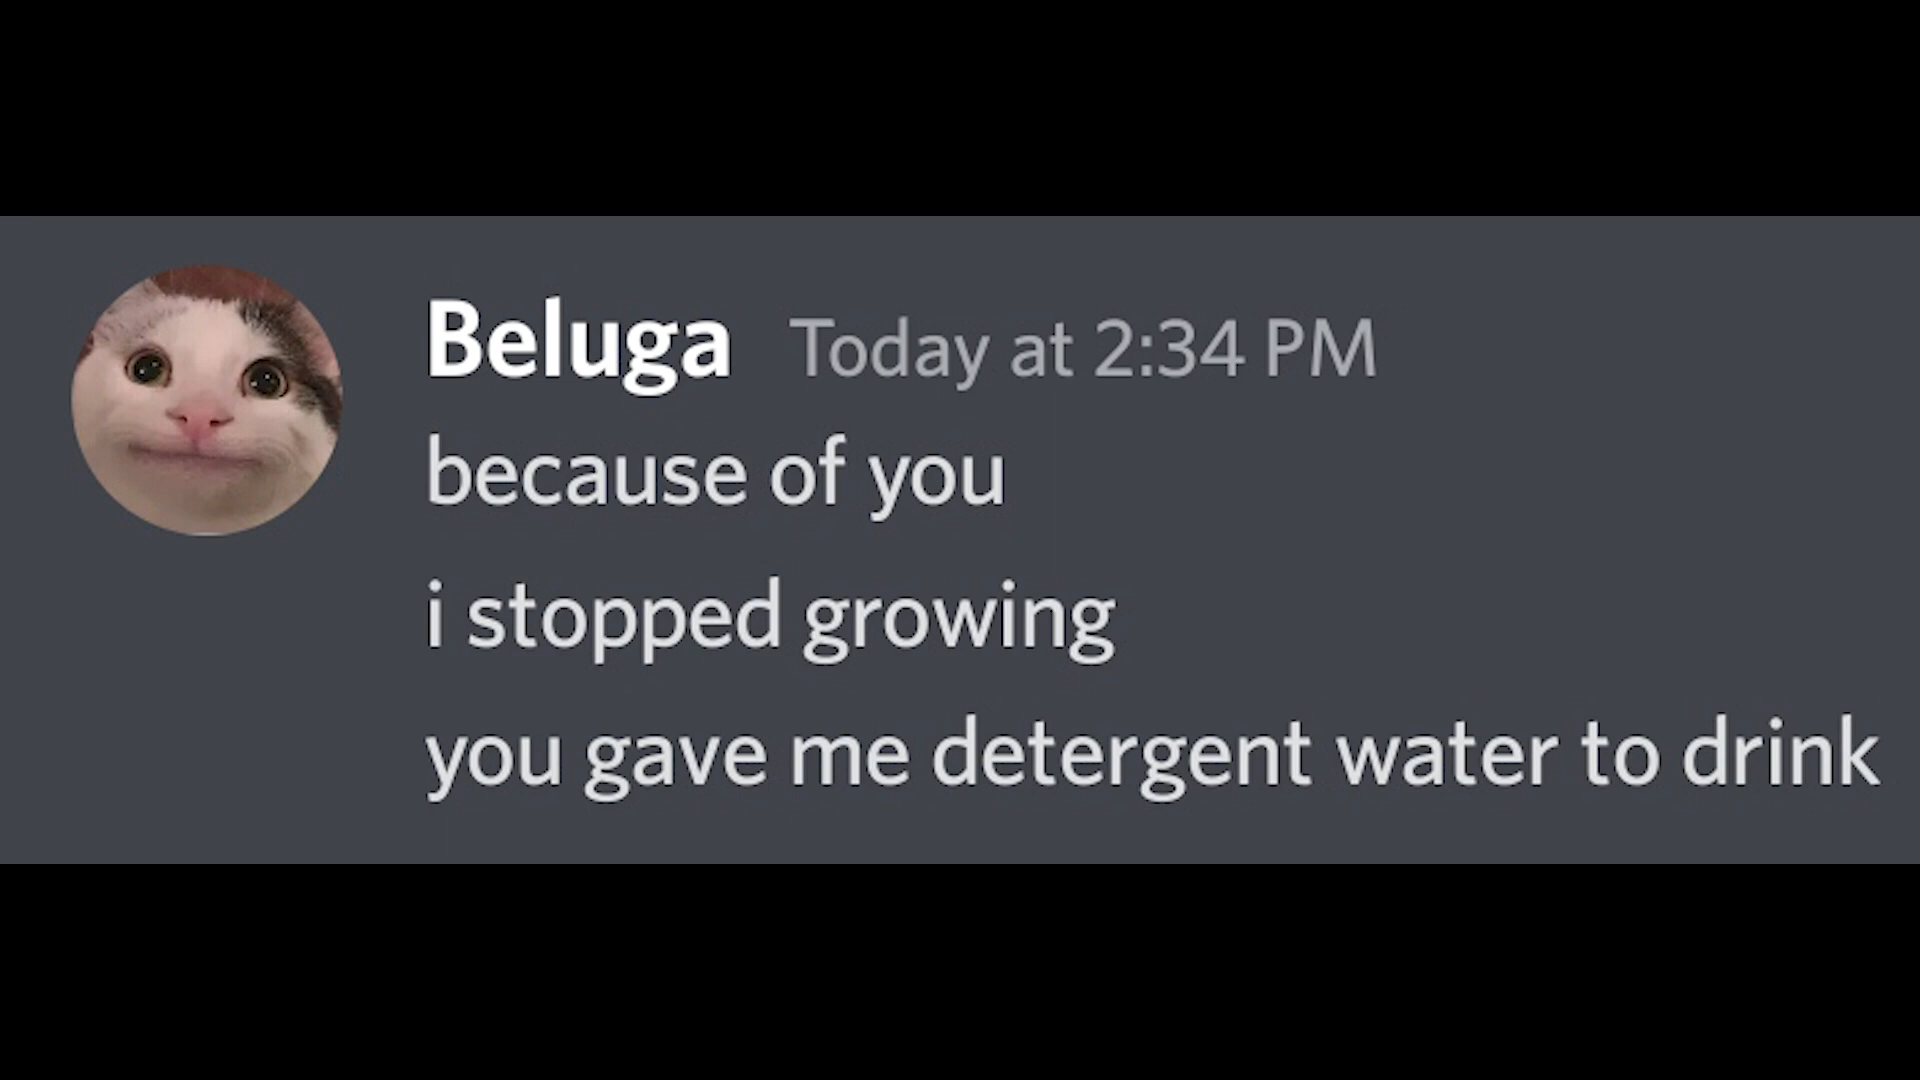 Beluga Today at 2:34 PM
because of you
i stopped growing
you gave me detergent water to drink